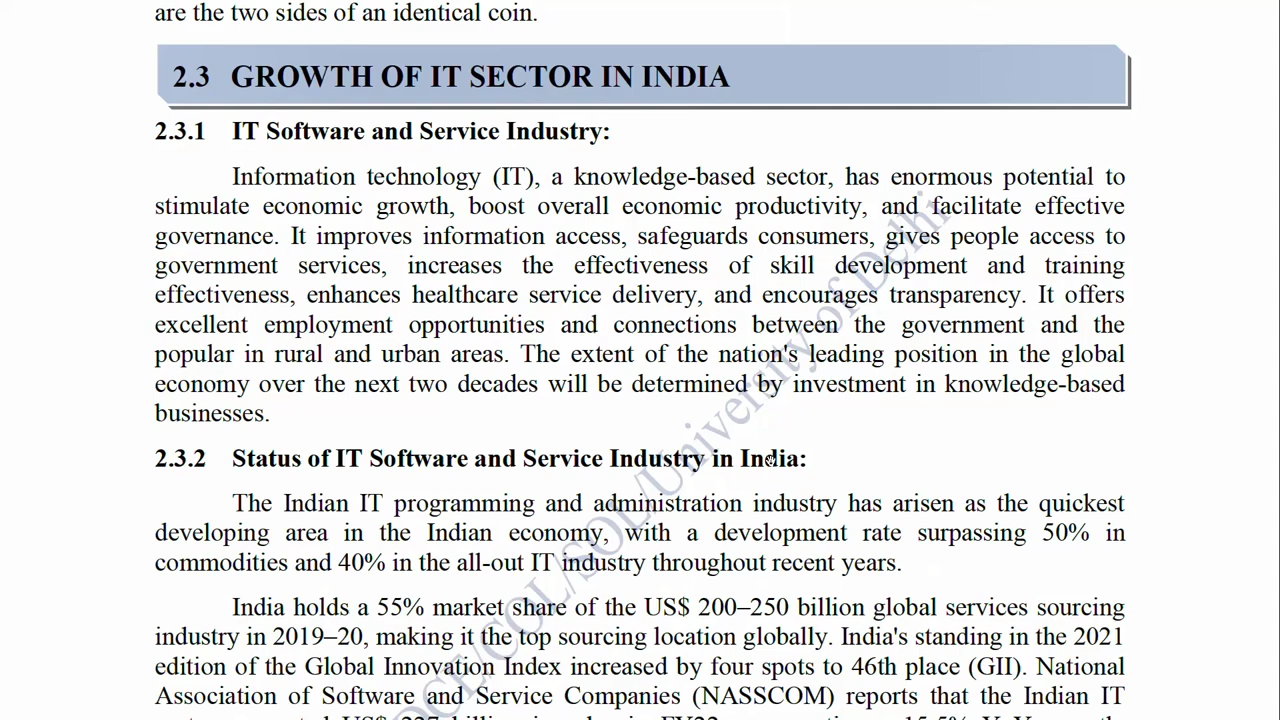 are the two sides of an identical coin.
2.3 GROWTH OF IT SECTOR IN INDIA
2.3.1 IT Software and Service Industry:
Information technology (IT), a knowledge-based sector, has enormous potential to
stimulate economic growth, boost overall economic productivity, and facilitate effective
governance. It improves information access, safeguards consumers, gives people access to
government services, increases the effectiveness of skill development and training
effectiveness, enhances healthcare service delivery, and encourages transparency. It offers
excellent employment opportunities and connections between the government and the
popular in rural and urban areas. The extent of the nation's leading position in the global
economy over the next two decades will be determined by investment in knowledge-based
businesses.
2.3.2 Status of IT Software and Service Industry in India:
The Indian IT programming and administration industry has arisen as the quickest
developing area in the Indian economy, with a development rate surpassing 50% in
commodities and 40% in the all-out IT industry throughout recent years.
India holds a 55% market share of the US$ 200–250 billion global services sourcing
industry in 2019–20, making it the top sourcing location globally. India's standing in the 2021
edition of the Global Innovation Index increased by four spots to 46th place (GII). National
Association of Software and Service Companies (NASSCOM) reports that the Indian IT
OCE/COL/SOL/University of Delhi